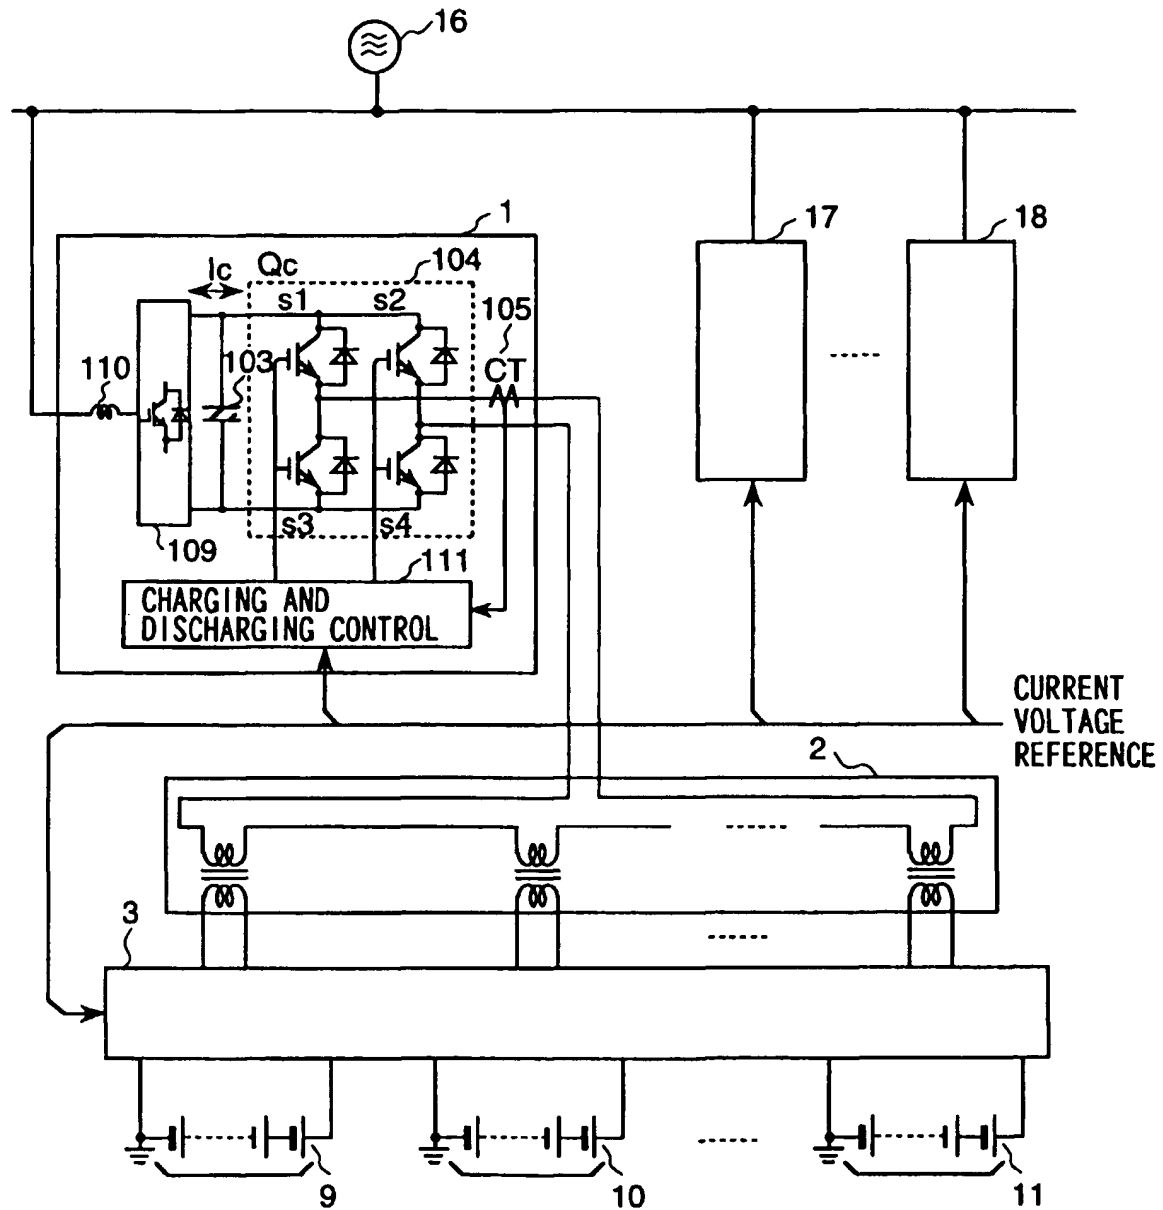 16
1
17
18
Ic
Qc
104
s1
s2
105
CT
110
103
s3
s4
109
111
CHARGING AND
DISCHARGING CONTROL
CURRENT
VOLTAGE
REFERENCE
2
3
9
10
11